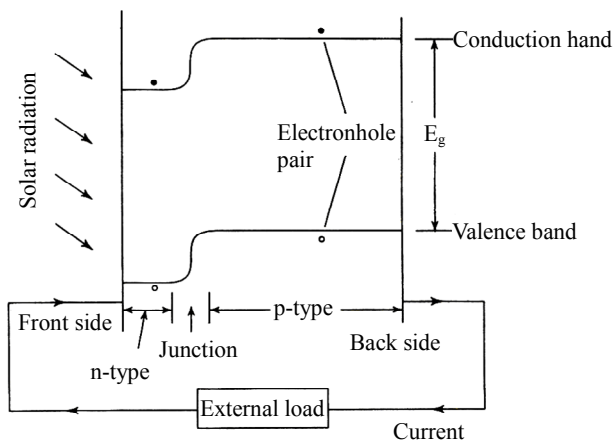 Conduction hand
Solar radiation
Electronhole
pair
E_g
Valence band
Front side
n-type
Junction
p-type
Back side
External load
Current